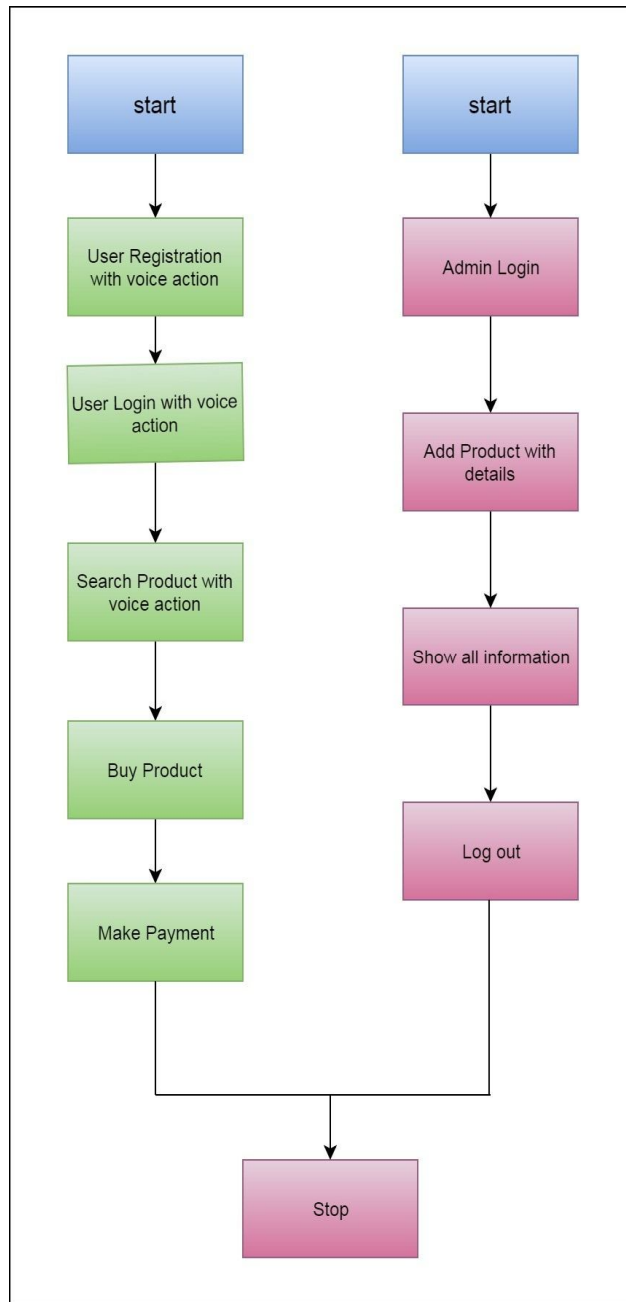 start
User Registration
with voice action
User Login with voice
action
Search Product with
voice action
Buy Product
Make Payment
start
Admin Login
Add Product with
details
Show all information
Log out
Stop